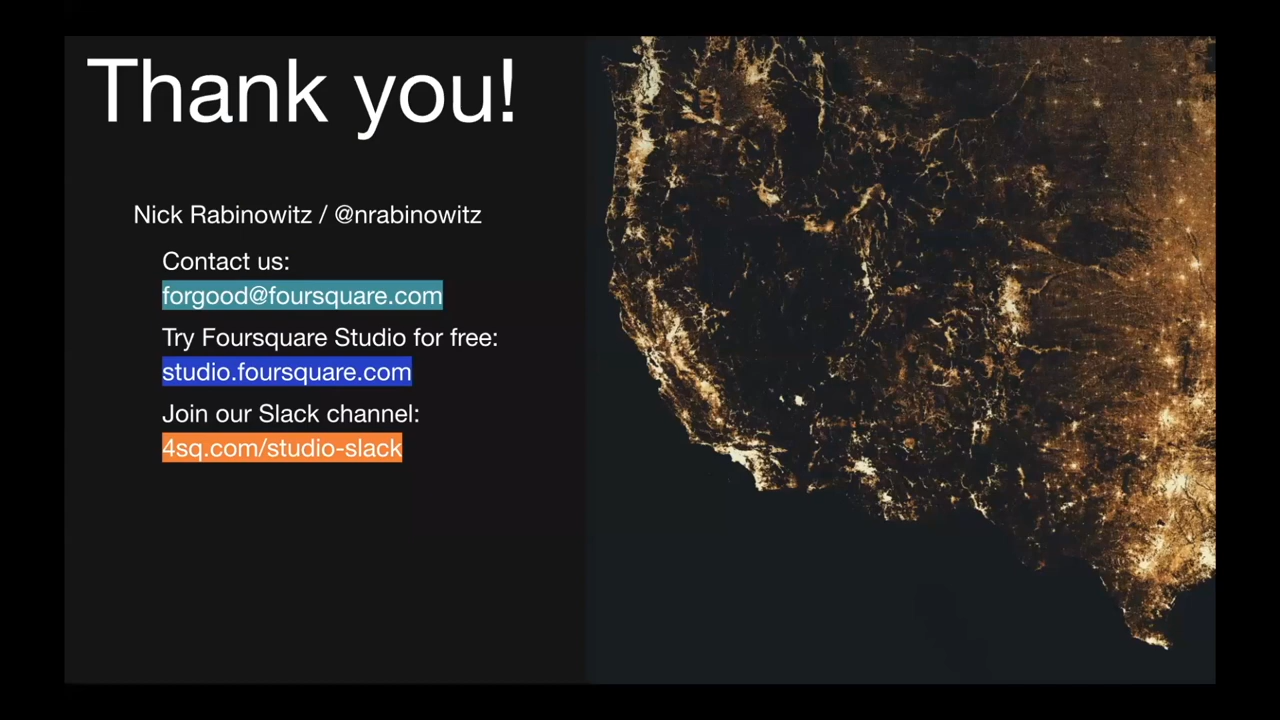 Thank you!
Nick Rabinowitz / @nrabinowitz
Contact us:
forgood@foursquare.com
Try Foursquare Studio for free:
studio.foursquare.com
Join our Slack channel:
4sq.com/studio-slack